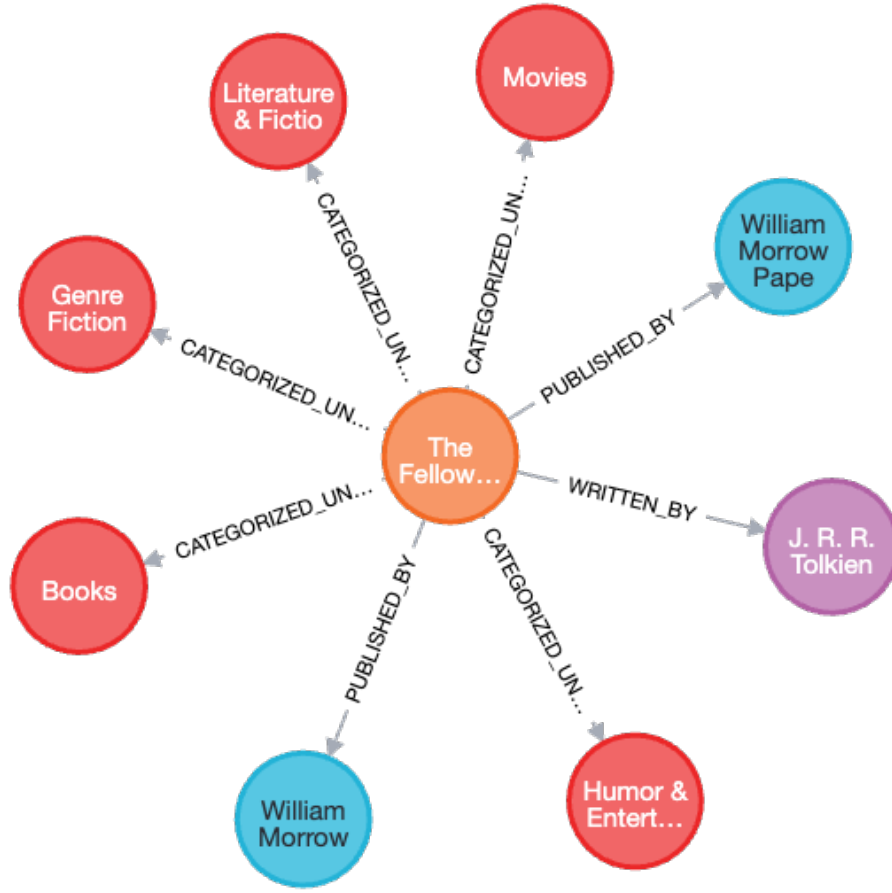 Literature
& Fictio
Movies
William
Morrow
Pape
Genre
Fiction
CATEGORIZED_UN...
CATEGORIZED_UN...
CATEGORIZED_UN...
PUBLISHED_BY
The
Fellow...
CATEGORIZED_UN...
WRITTEN_BY
J. R. R.
Tolkien
Books
PUBLISHED_BY
CATEGORIZED_UN...
William
Morrow
Humor &
Entert...